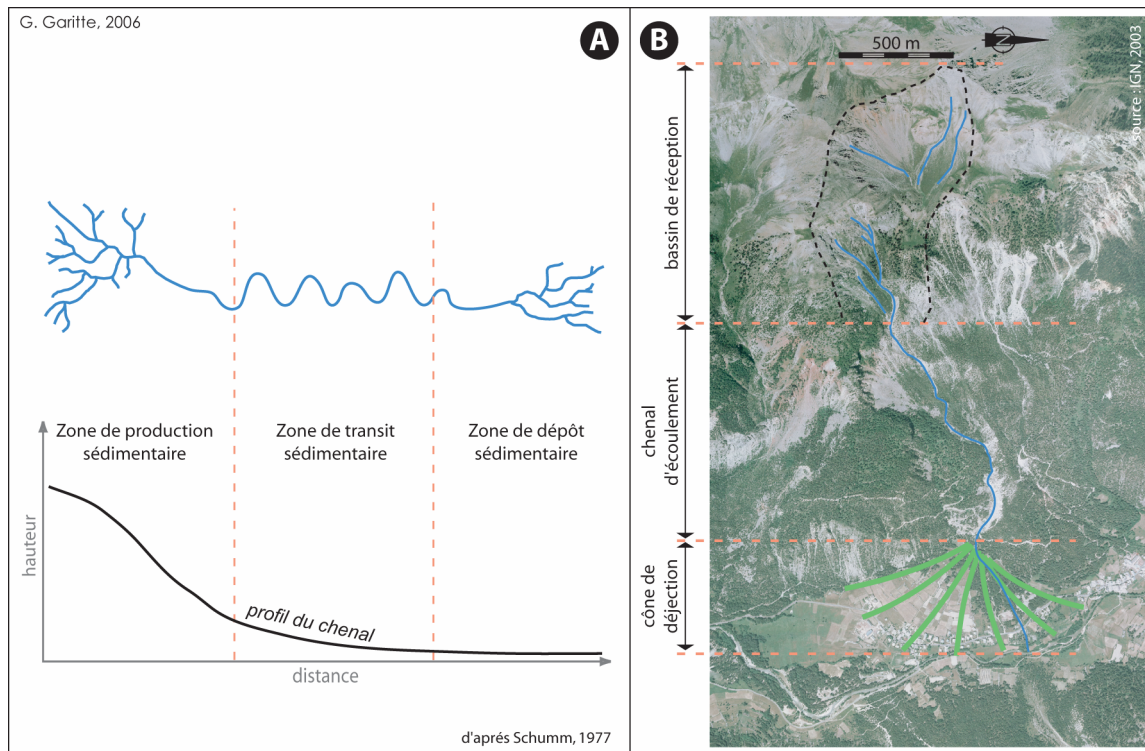 G. Garitte, 2006
A
Zone de production
sédimentaire
Zone de transit
sédimentaire
Zone de dépôt
sédimentaire
hauteur
profil du chenal
distance
d'aprés Schumm, 1977
B
500 m
N
source : IGN, 2003
bassin de réception
chenal
d'écoulement
cône de
déjection